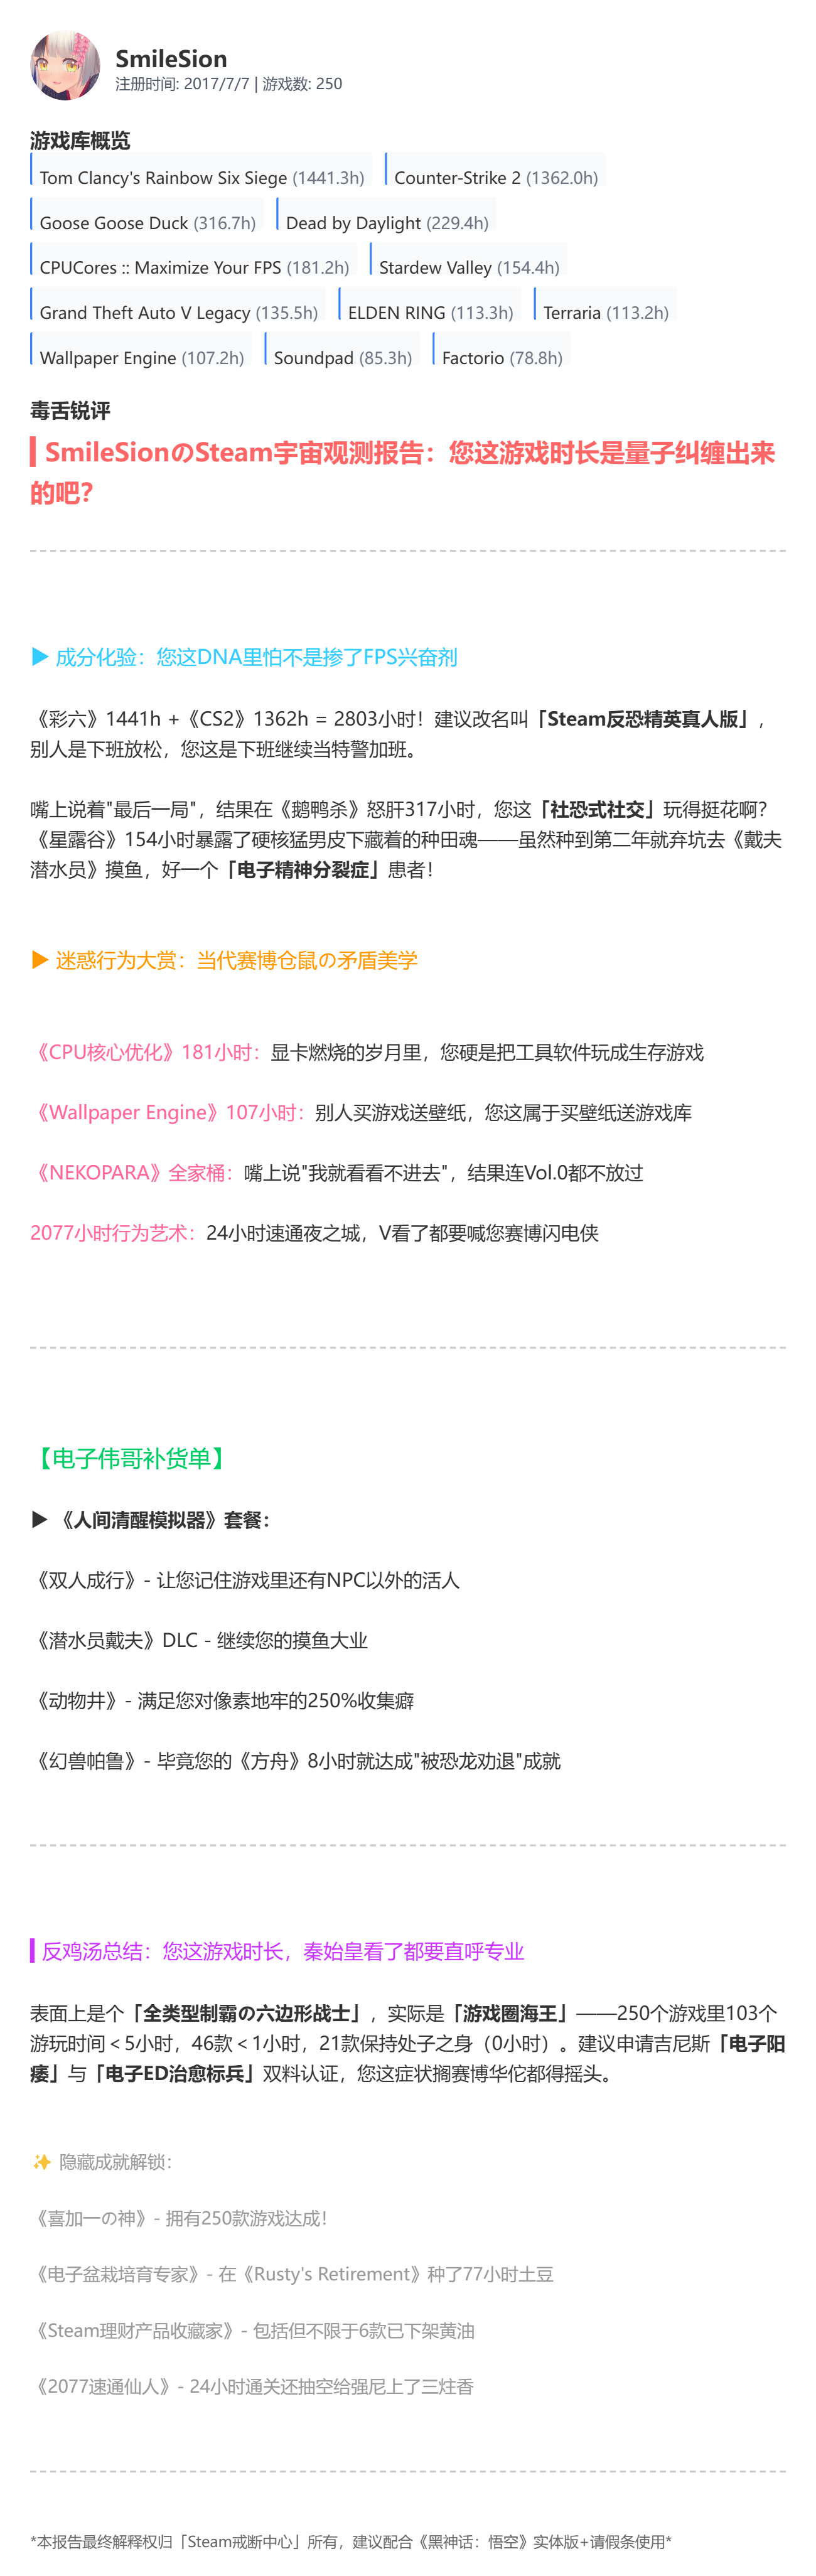 SmileSion
注册时间: 2017/7/7 | 游戏数: 250
游戏库概览
Tom Clancy's Rainbow Six Siege (1441.3h) Counter-Strike 2 (1362.0h)
Goose Goose Duck (316.7h) Dead by Daylight (229.4h)
CPUCores :: Maximize Your FPS (181.2h) Stardew Valley (154.4h)
Grand Theft Auto V Legacy (135.5h) ELDEN RING (113.3h) Terraria (113.2h)
Wallpaper Engine (107.2h) Soundpad (85.3h) Factorio (78.8h)
毒舌锐评
SmileSionのSteam宇宙观测报告：您这游戏时长是量子纠缠出来
的吧？
▶ 成分化验：您这DNA里怕不是掺了FPS兴奋剂
《彩六》1441h +《CS2》1362h = 2803小时！建议改名叫「Steam反恐精英真人版」，
别人是下班放松，您这是下班继续当特警加班。
嘴上说着"最后一局"，结果在《鹅鸭杀》怒肝317小时，您这「社恐式社交」玩得挺花啊？
《星露谷》154小时暴露了硬核猛男皮下藏着的种田魂——虽然种到第二年就弃坑去《戴夫
潜水员》摸鱼，好一个「电子精神分裂症」患者！
▶ 迷惑行为大赏：当代赛博仓鼠の矛盾美学
《CPU核心优化》181小时：显卡燃烧的岁月里，您硬是把工具软件玩成生存游戏
《Wallpaper Engine》107小时：别人买游戏送壁纸，您这属于买壁纸送游戏库
《NEKOPARA》全家桶：嘴上说"我就看看不进去"，结果连Vol.0都不放过
2077小时行为艺术：24小时速通夜之城，V看了都要喊您赛博闪电侠
【电子伟哥补货单】
▶ 《人间清醒模拟器》套餐：
《双人成行》- 让您记住游戏里还有NPC以外的活人
《潜水员戴夫》DLC - 继续您的摸鱼大业
《动物井》- 满足您对像素地牢的250%收集癖
《幻兽帕鲁》- 毕竟您的《方舟》8小时就达成"被恐龙劝退"成就
反鸡汤总结：您这游戏时长，秦始皇看了都要直呼专业
表面上是个「全类型制霸の六边形战士」，实际是「游戏圈海王」——250个游戏里103个
游玩时间＜5小时，46款＜1小时，21款保持处子之身（0小时）。建议申请吉尼斯「电子阳
痿」与「电子ED治愈标兵」双料认证，您这症状搁赛博华佗都得摇头。
✨ 隐藏成就解锁：
《喜加一の神》- 拥有250款游戏达成！
《电子盆栽培育专家》- 在《Rusty's Retirement》种了77小时土豆
《Steam理财产品收藏家》- 包括但不限于6款已下架黄油
《2077速通仙人》- 24小时通关还抽空给强尼上了三炷香
*本报告最终解释权归「Steam戒断中心」所有，建议配合《黑神话：悟空》实体版+请假条使用*